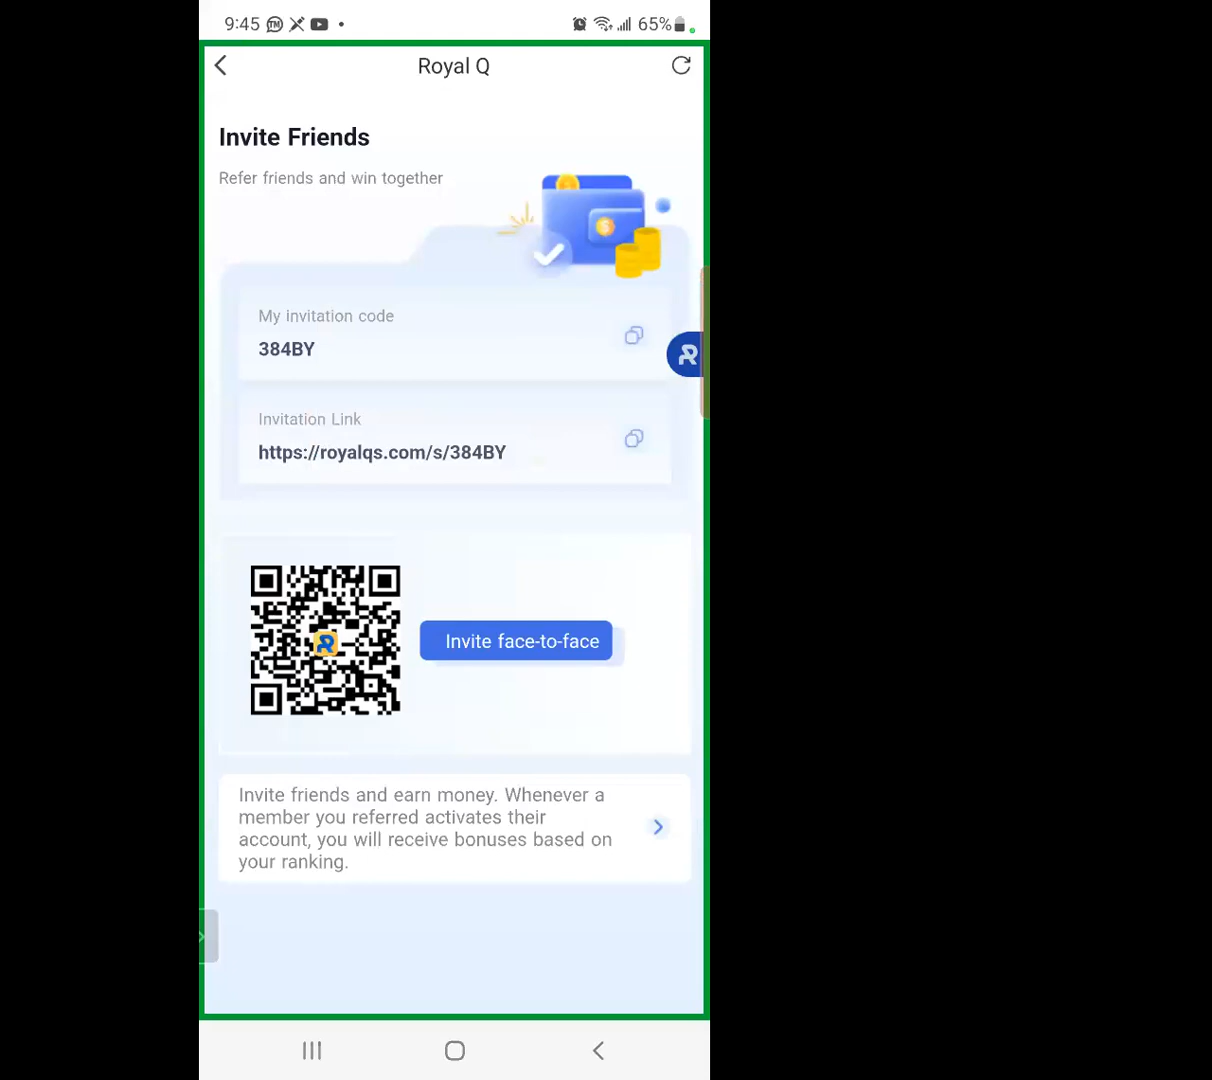 9:45
65%
Royal Q
Invite Friends
Refer friends and win together
My invitation code
384BY
Invitation Link
https://royalqs.com/s/384BY
Invite face-to-face
Invite friends and earn money. Whenever a
member you referred activates their
account, you will receive bonuses based on
your ranking.